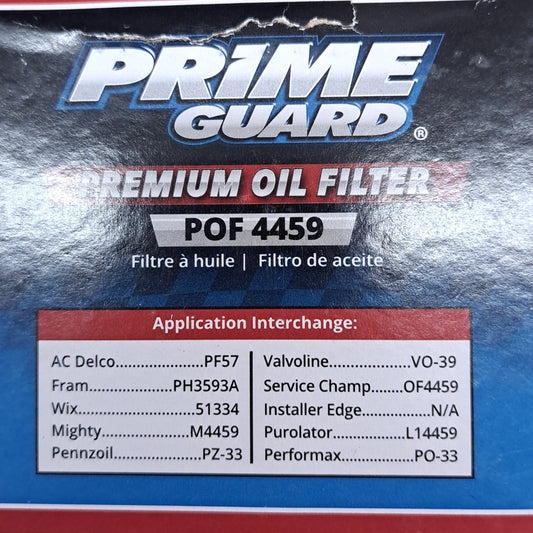 PRIME
GUARD®
PREMIUM OIL FILTER
POF 4459
Filtre à huile | Filtro de aceite
Application Interchange:
AC Delco......................PF57
Fram.................PH3593A
Wix...........................51334
Mighty...................M4459
Pennzoil....................PZ-33
Valvoline....................VO-39
Service Champ....OF4459
Installer Edge................N/A
Purolator..............L14459
Performax.................PO-33